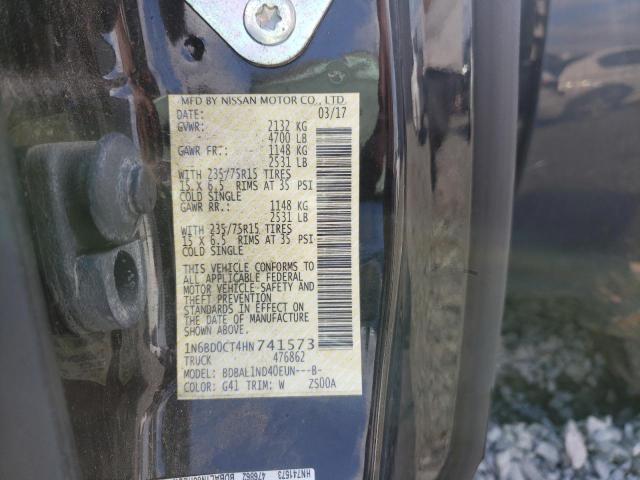 MFD BY NISSAN MOTOR CO., LTD.
DATE: 03/17
GVWR: 2132 KG
4700 LB
GAWR FR: 1148 KG
2531 LB
WITH 235/75R15 TIRES
15 X 6.5 RIMS AT 35 PSI
COLD SINGLE
GAWR RR.: 1148 KG
2531 LB
WITH 235/75R15 TIRES
15 X 6.5 RIMS AT 35 PSI
COLD SINGLE
THIS VEHICLE CONFORMS TO
ALL APPLICABLE FEDERAL
MOTOR VEHICLE SAFETY AND
THEFT PREVENTION
STANDARDS IN EFFECT ON
THE DATE OF MANUFACTURE
SHOWN ABOVE.
1N6BD0CT4HN741573
TRUCK 476862
MODEL: BDBAL1ND40EUN---B-
COLOR: G41 TRIM: W ZS00A
HN741573 476862